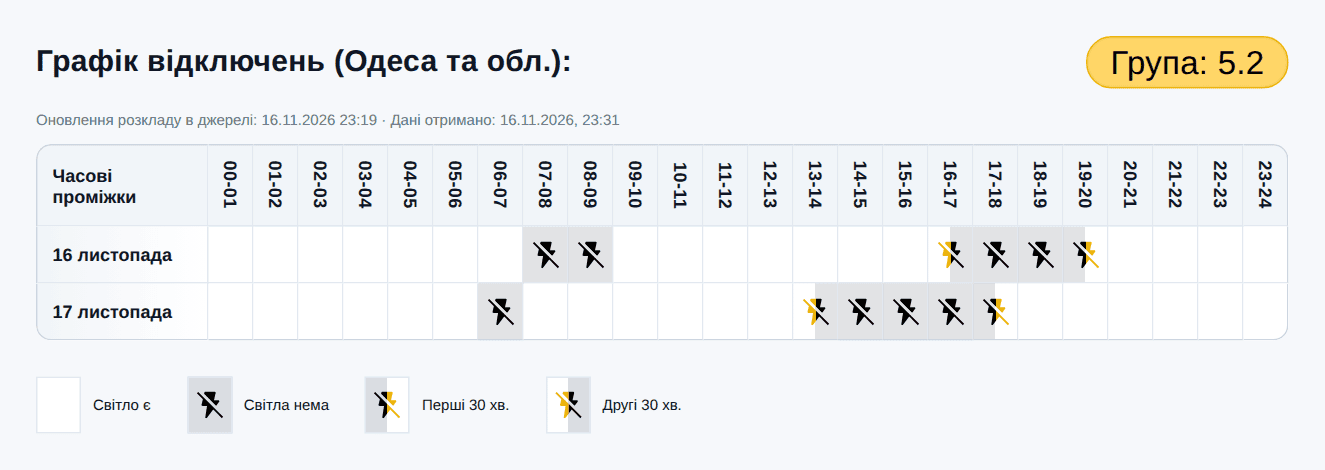 Графік відключень (Одеса та обл.):
Група: 5.2
Оновлення розкладу в джерелі: 16.11.2026 23:19 · Дані отримано: 16.11.2026, 23:31
Часові
проміжки
00-01
01-02
02-03
03-04
04-05
05-06
06-07
07-08
08-09
09-10
10-11
11-12
12-13
13-14
14-15
15-16
16-17
17-18
18-19
19-20
20-21
21-22
22-23
23-24
16 листопада
17 листопада
Світло є
Світла нема
Перші 30 хв.
Другі 30 хв.